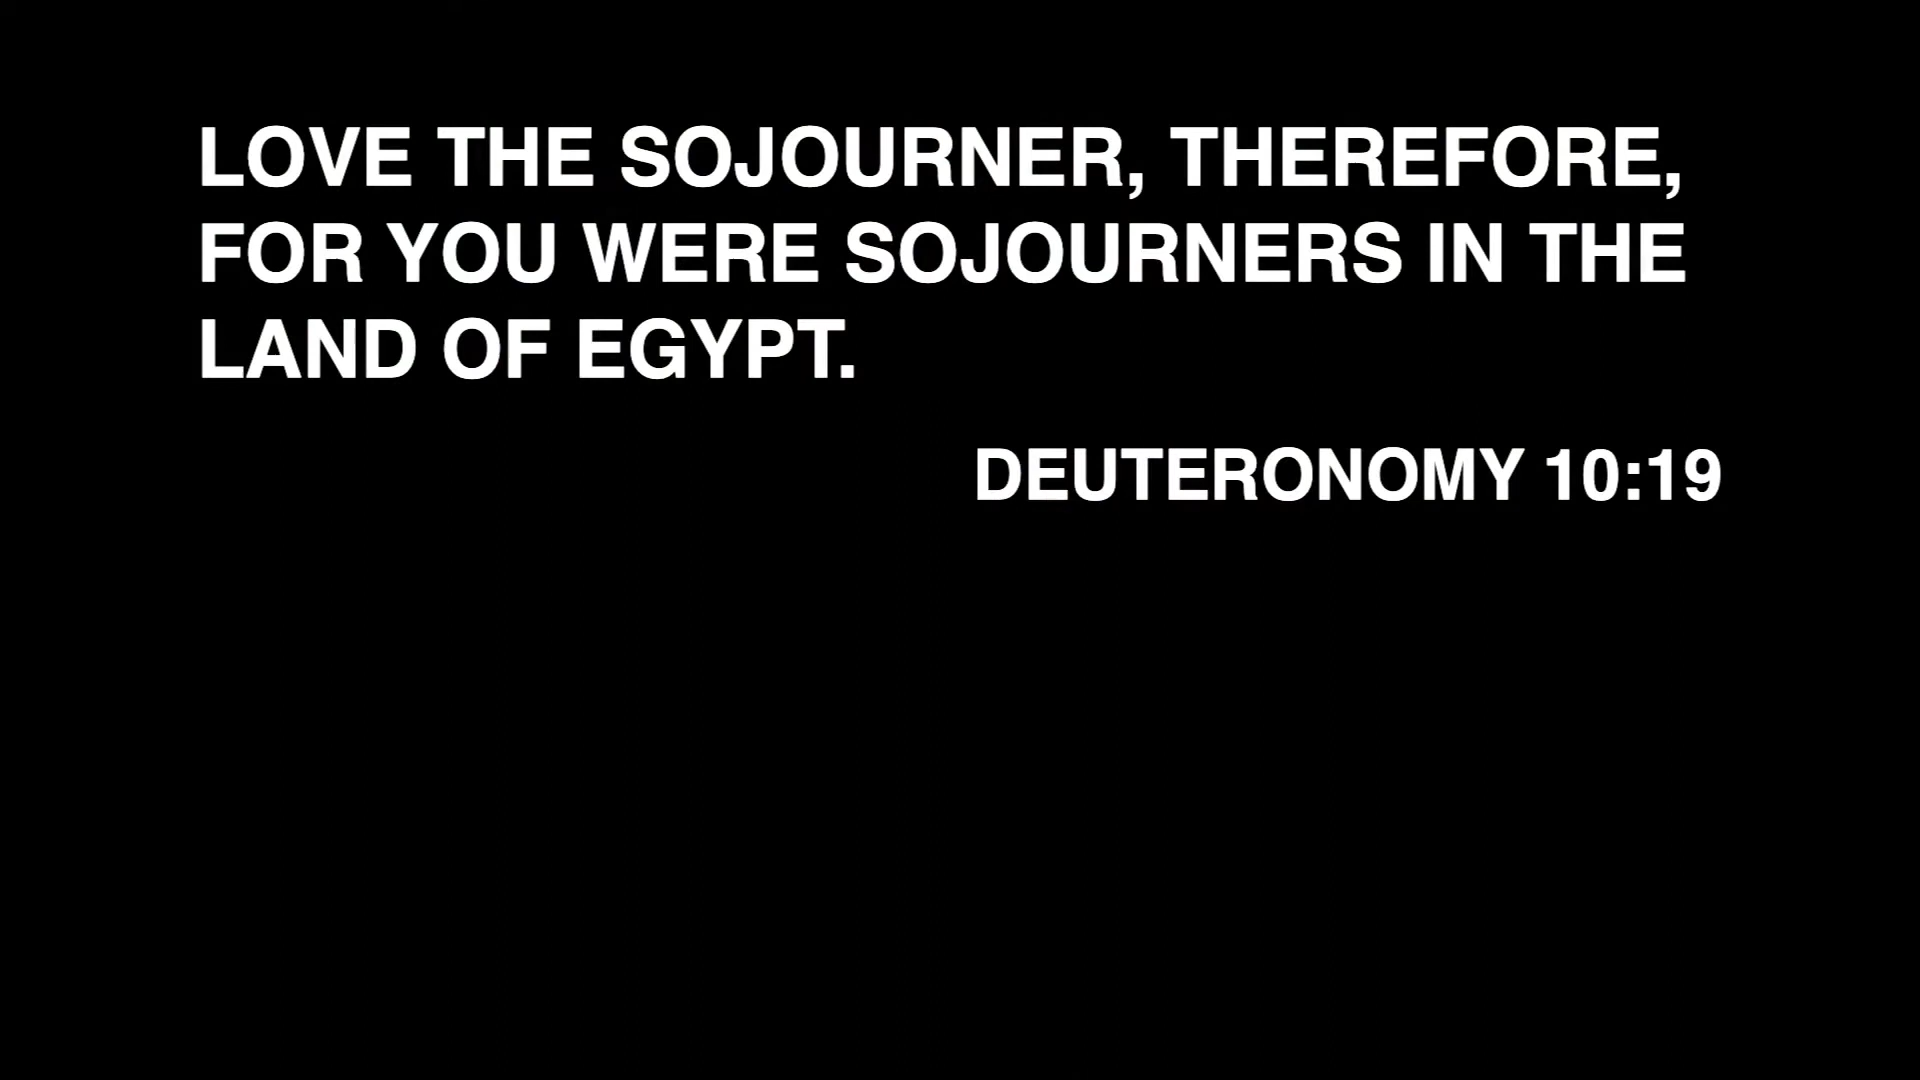 LOVE THE SOJOURNER, THEREFORE,
FOR YOU WERE SOJOURNERS IN THE
LAND OF EGYPT.
DEUTERONOMY 10:19